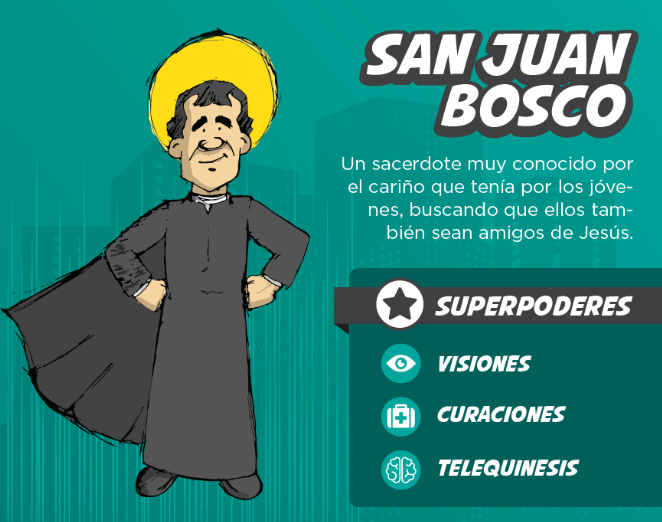 SAN JUAN
BOSCO
Un sacerdote muy conocido por
el cariño que tenía por los jóve-
nes, buscando que ellos tam-
bién sean amigos de Jesús.
SUPERPODERES
VISIONES
CURACIONES
TELEQUINESIS